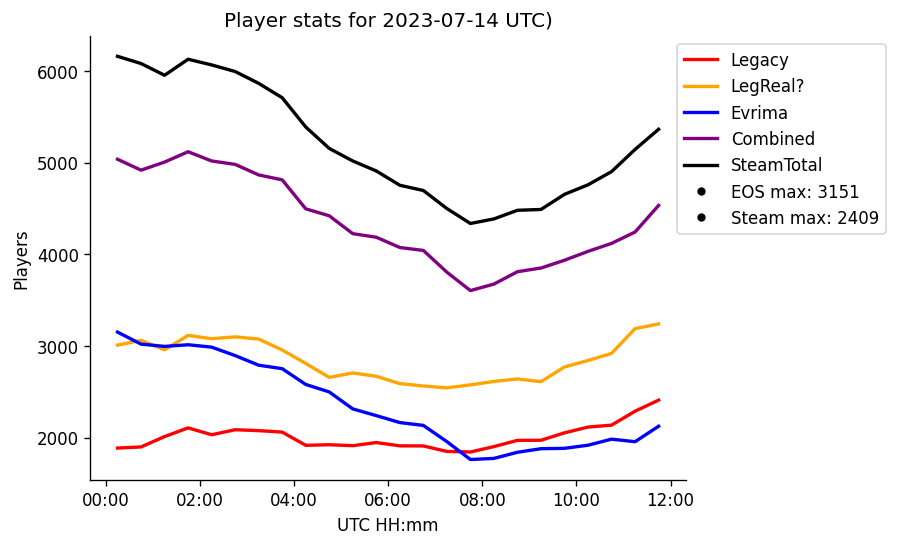 Player stats for 2023-07-14 UTC)
Legacy
LegReal?
Evrima
Combined
SteamTotal
EOS max: 3151
Steam max: 2409
6000
5000
4000
3000
2000
Players
00:00 02:00 04:00 06:00 08:00 10:00 12:00
UTC HH:mm